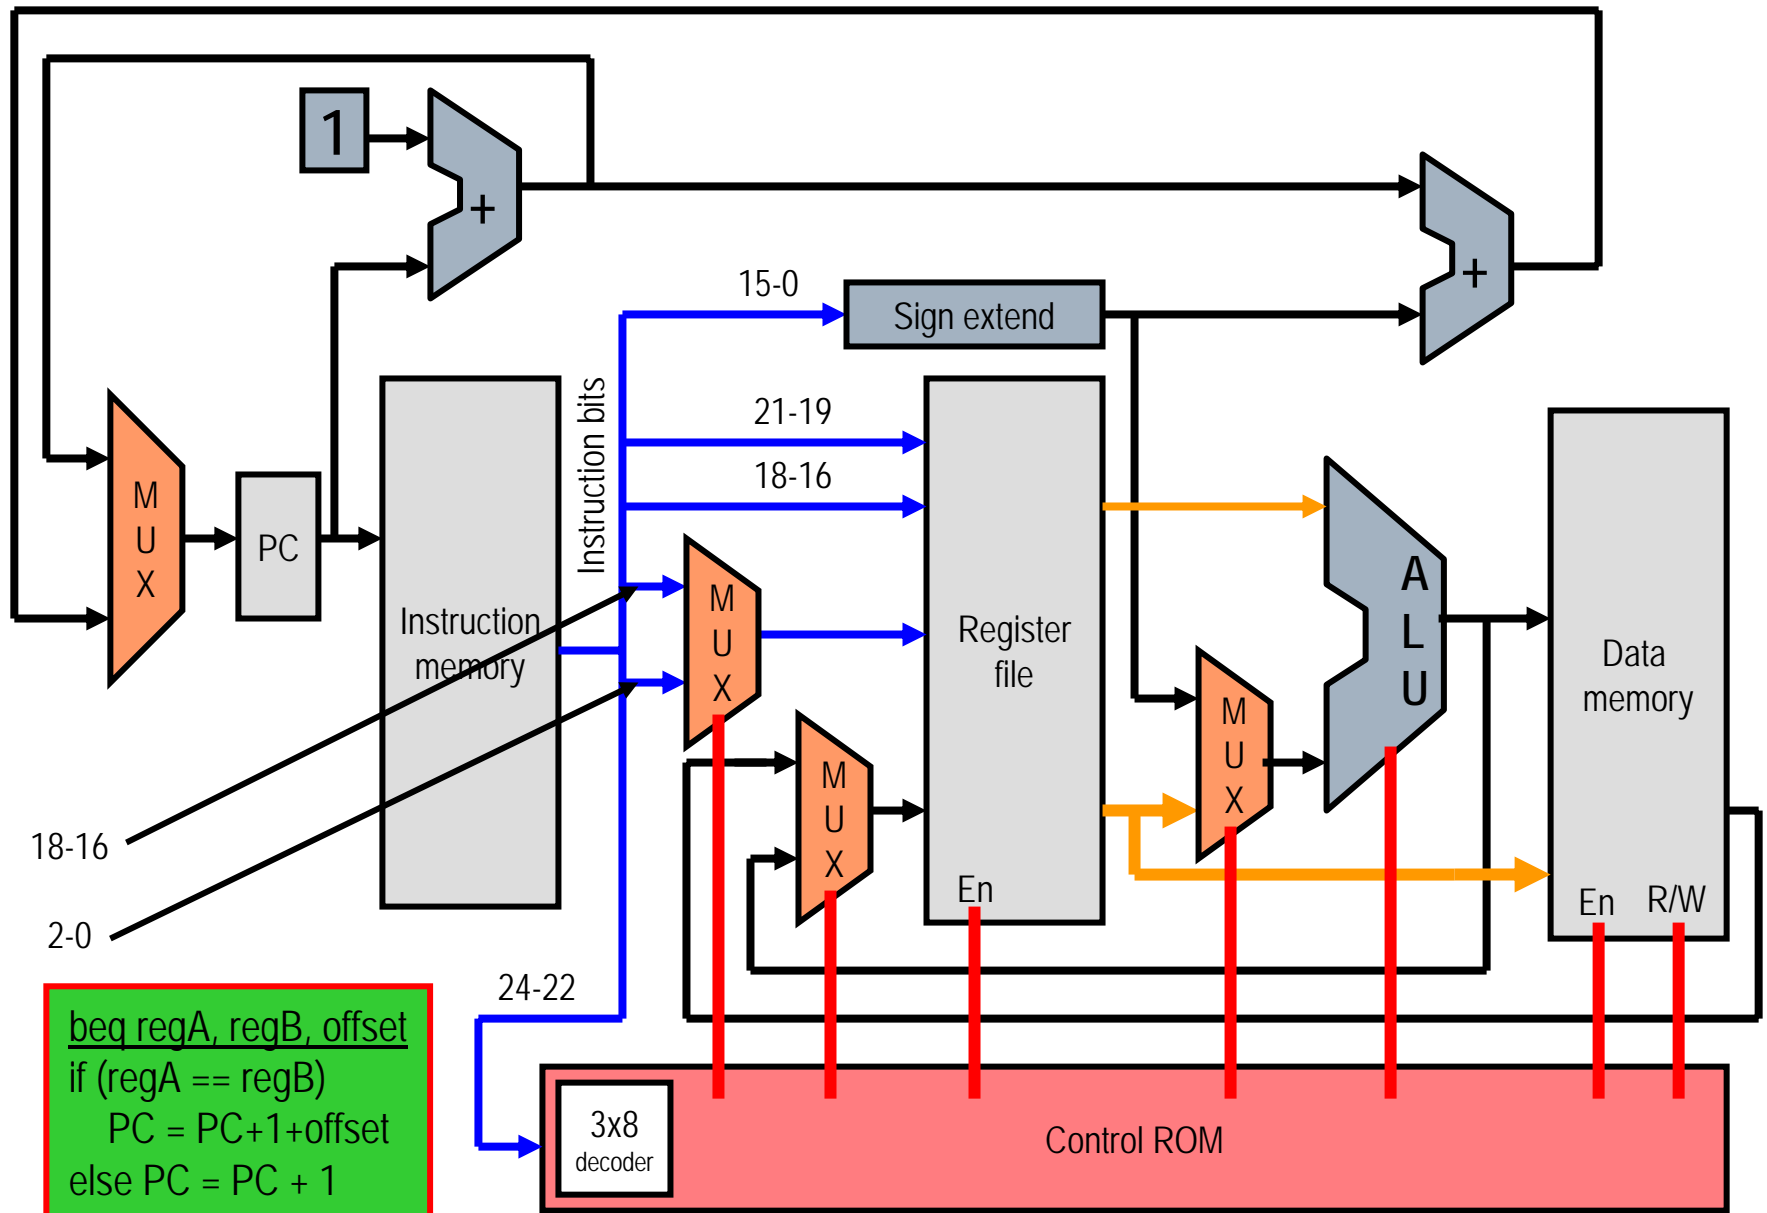 1
+
+
15-0
Sign extend
Instruction bits
21-19
18-16
M
U
X
PC
Instruction
memory
M
U
X
Register
file
En
M
U
X
M
U
X
A
L
U
Data
memory
En
R/W
18-16
2-0
24-22
beq regA, regB, offset
if (regA == regB)
PC = PC+1+offset
else PC = PC + 1
3x8
decoder
Control ROM